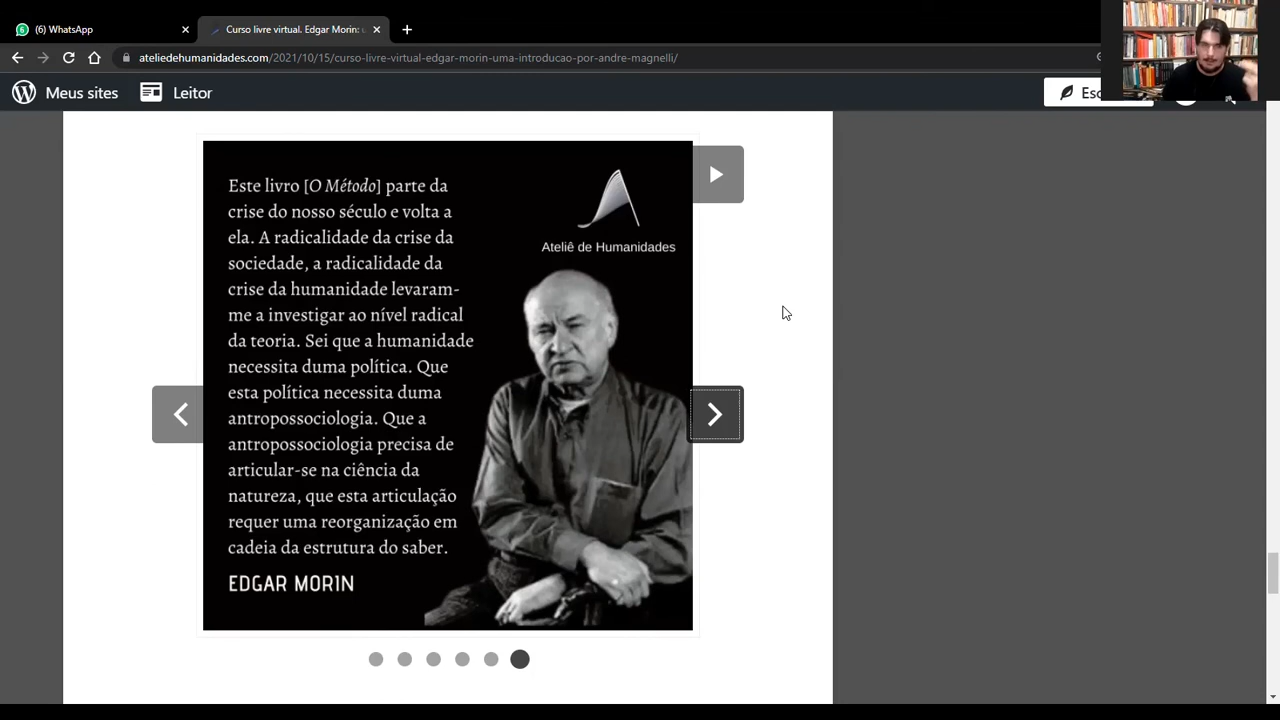 (6) WhatsApp
Curso livre virtual. Edgar Morin:
ateliedehumanidades.com/2021/10/15/curso-livre-virtual-edgar-morin-uma-introducao-por-andre-magnelli/
Meus sites
Leitor
Este livro [O Método] parte da
crise do nosso século e volta a
ela. A radicalidade da crise da
sociedade, a radicalidade da
crise da humanidade levaram-
me a investigar ao nível radical
da teoria. Sei que a humanidade
necessita duma política. Que
esta política necessita duma
antropossociologia. Que a
antropossociologia precisa de
articular-se na ciência da
natureza, que esta articulação
requer uma reorganização em
cadeia da estrutura do saber.
EDGAR MORIN
Ateliê de Humanidades